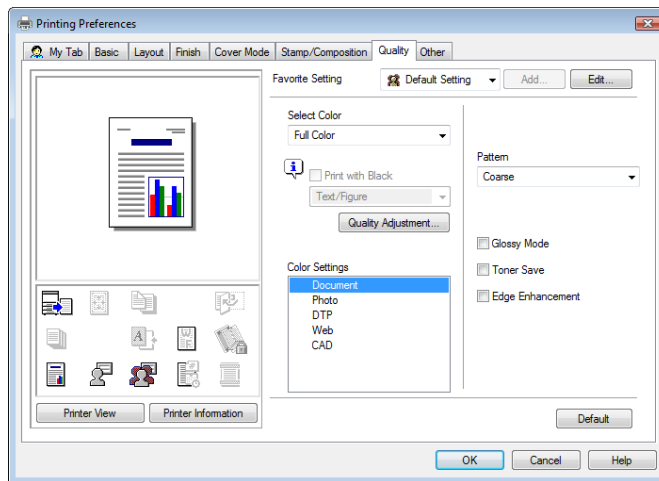 Printing Preferences
My Tab Basic Layout Finish Cover Mode Stamp/Composition Quality Other
Favorite Setting Default Setting Add... Edit...
Select Color
Full Color
Print with Black
Text/Figure
Quality Adjustment...
Pattern
Coarse
Glossy Mode
Toner Save
Edge Enhancement
Color Settings
Document
Photo
DTP
Web
CAD
Printer View Printer Information
Default
OK Cancel Help